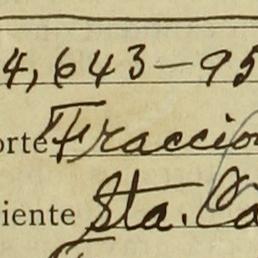 4,643-95
orte Fraccio
iente Sta. Ca